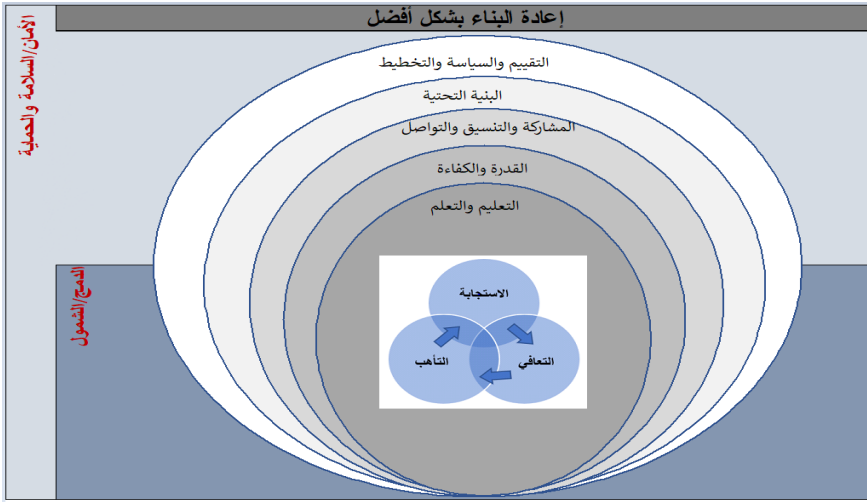 إعادة البناء بشكل أفضل
الأمان/السلامة والحماية
التقييم والسياسة والتخطيط
البنية التحتية
المشاركة والتنسيق والتواصل
القدرة والكفاءة
التعليم والتعلم
الدمج/الشمول
الاستجابة
التأهب
التعافي